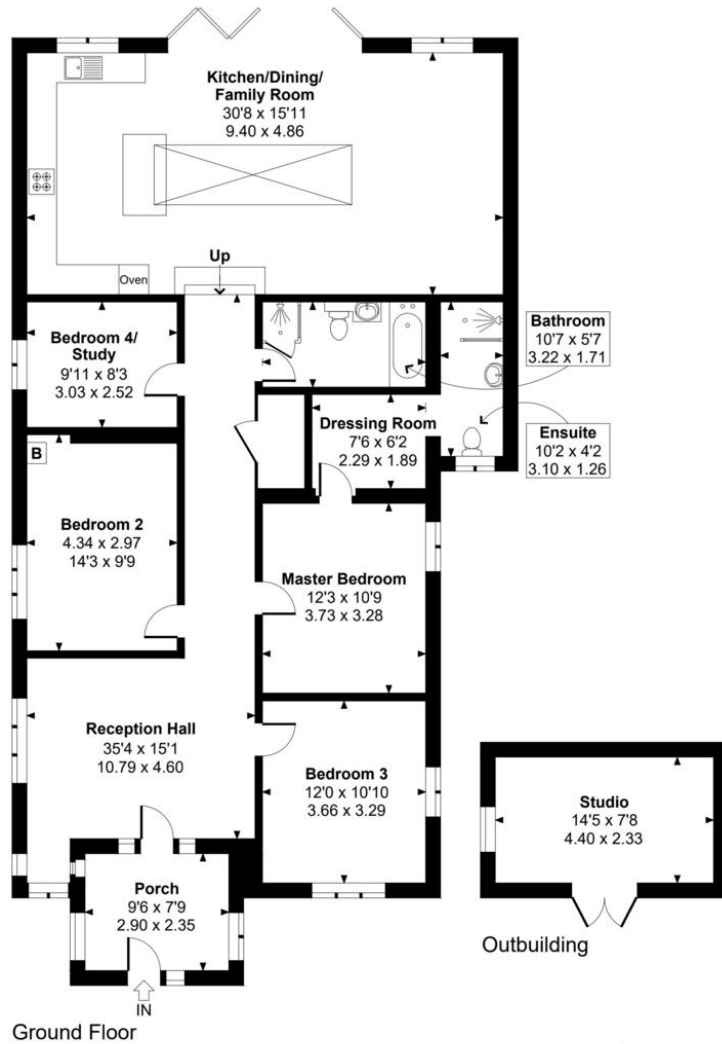 Kitchen/Dining/
Family Room
30'8 x 15'11
9.40 x 4.86
Oven
Up
Bedroom 4/
Study
9'11 x 8'3
3.03 x 2.52
Bathroom
10'7 x 5'7
3.22 x 1.71
Dressing Room
7'6 x 6'2
2.29 x 1.89
Ensuite
10'2 x 4'2
3.10 x 1.26
B
Bedroom 2
4.34 x 2.97
14'3 x 9'9
Master Bedroom
12'3 x 10'9
3.73 x 3.28
Reception Hall
35'4 x 15'1
10.79 x 4.60
Bedroom 3
12'0 x 10'10
3.66 x 3.29
Studio
14'5 x 7'8
4.40 x 2.33
Porch
9'6 x 7'9
2.90 x 2.35
Outbuilding
IN
Ground Floor